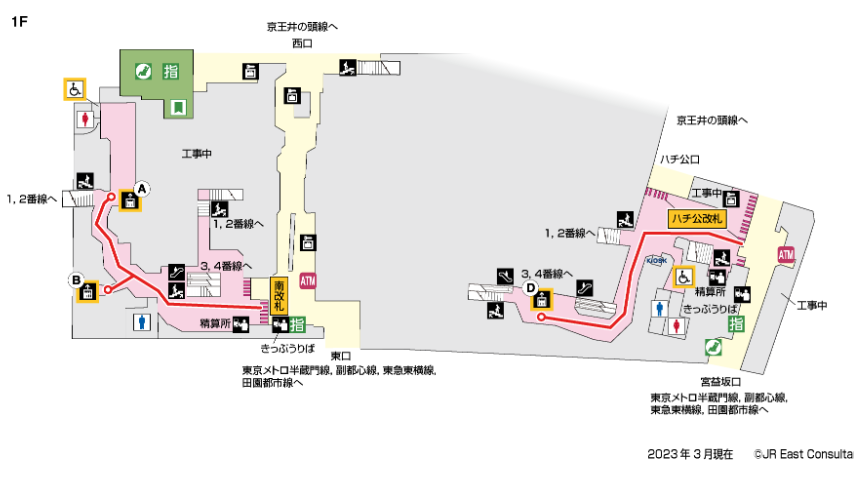 1F
京王井の頭線へ
西口
指
工事中
A
1, 2番線へ
1, 2番線へ
3, 4番線へ
B
南改札
ATM
精算所
指
きっぷうりば
東口
東京メトロ半蔵門線, 副都心線, 東急東横線,
田園都市線へ
京王井の頭線へ
ハチ公口
工事中
ハチ公改札
1, 2番線へ
KIOSK
ATM
3, 4番線へ
D
精算所
きっぷうりば
工事中
指
宮益坂口
東京メトロ半蔵門線, 副都心線,
東急東横線, 田園都市線へ
2023年3月現在 ©JR East Consulta